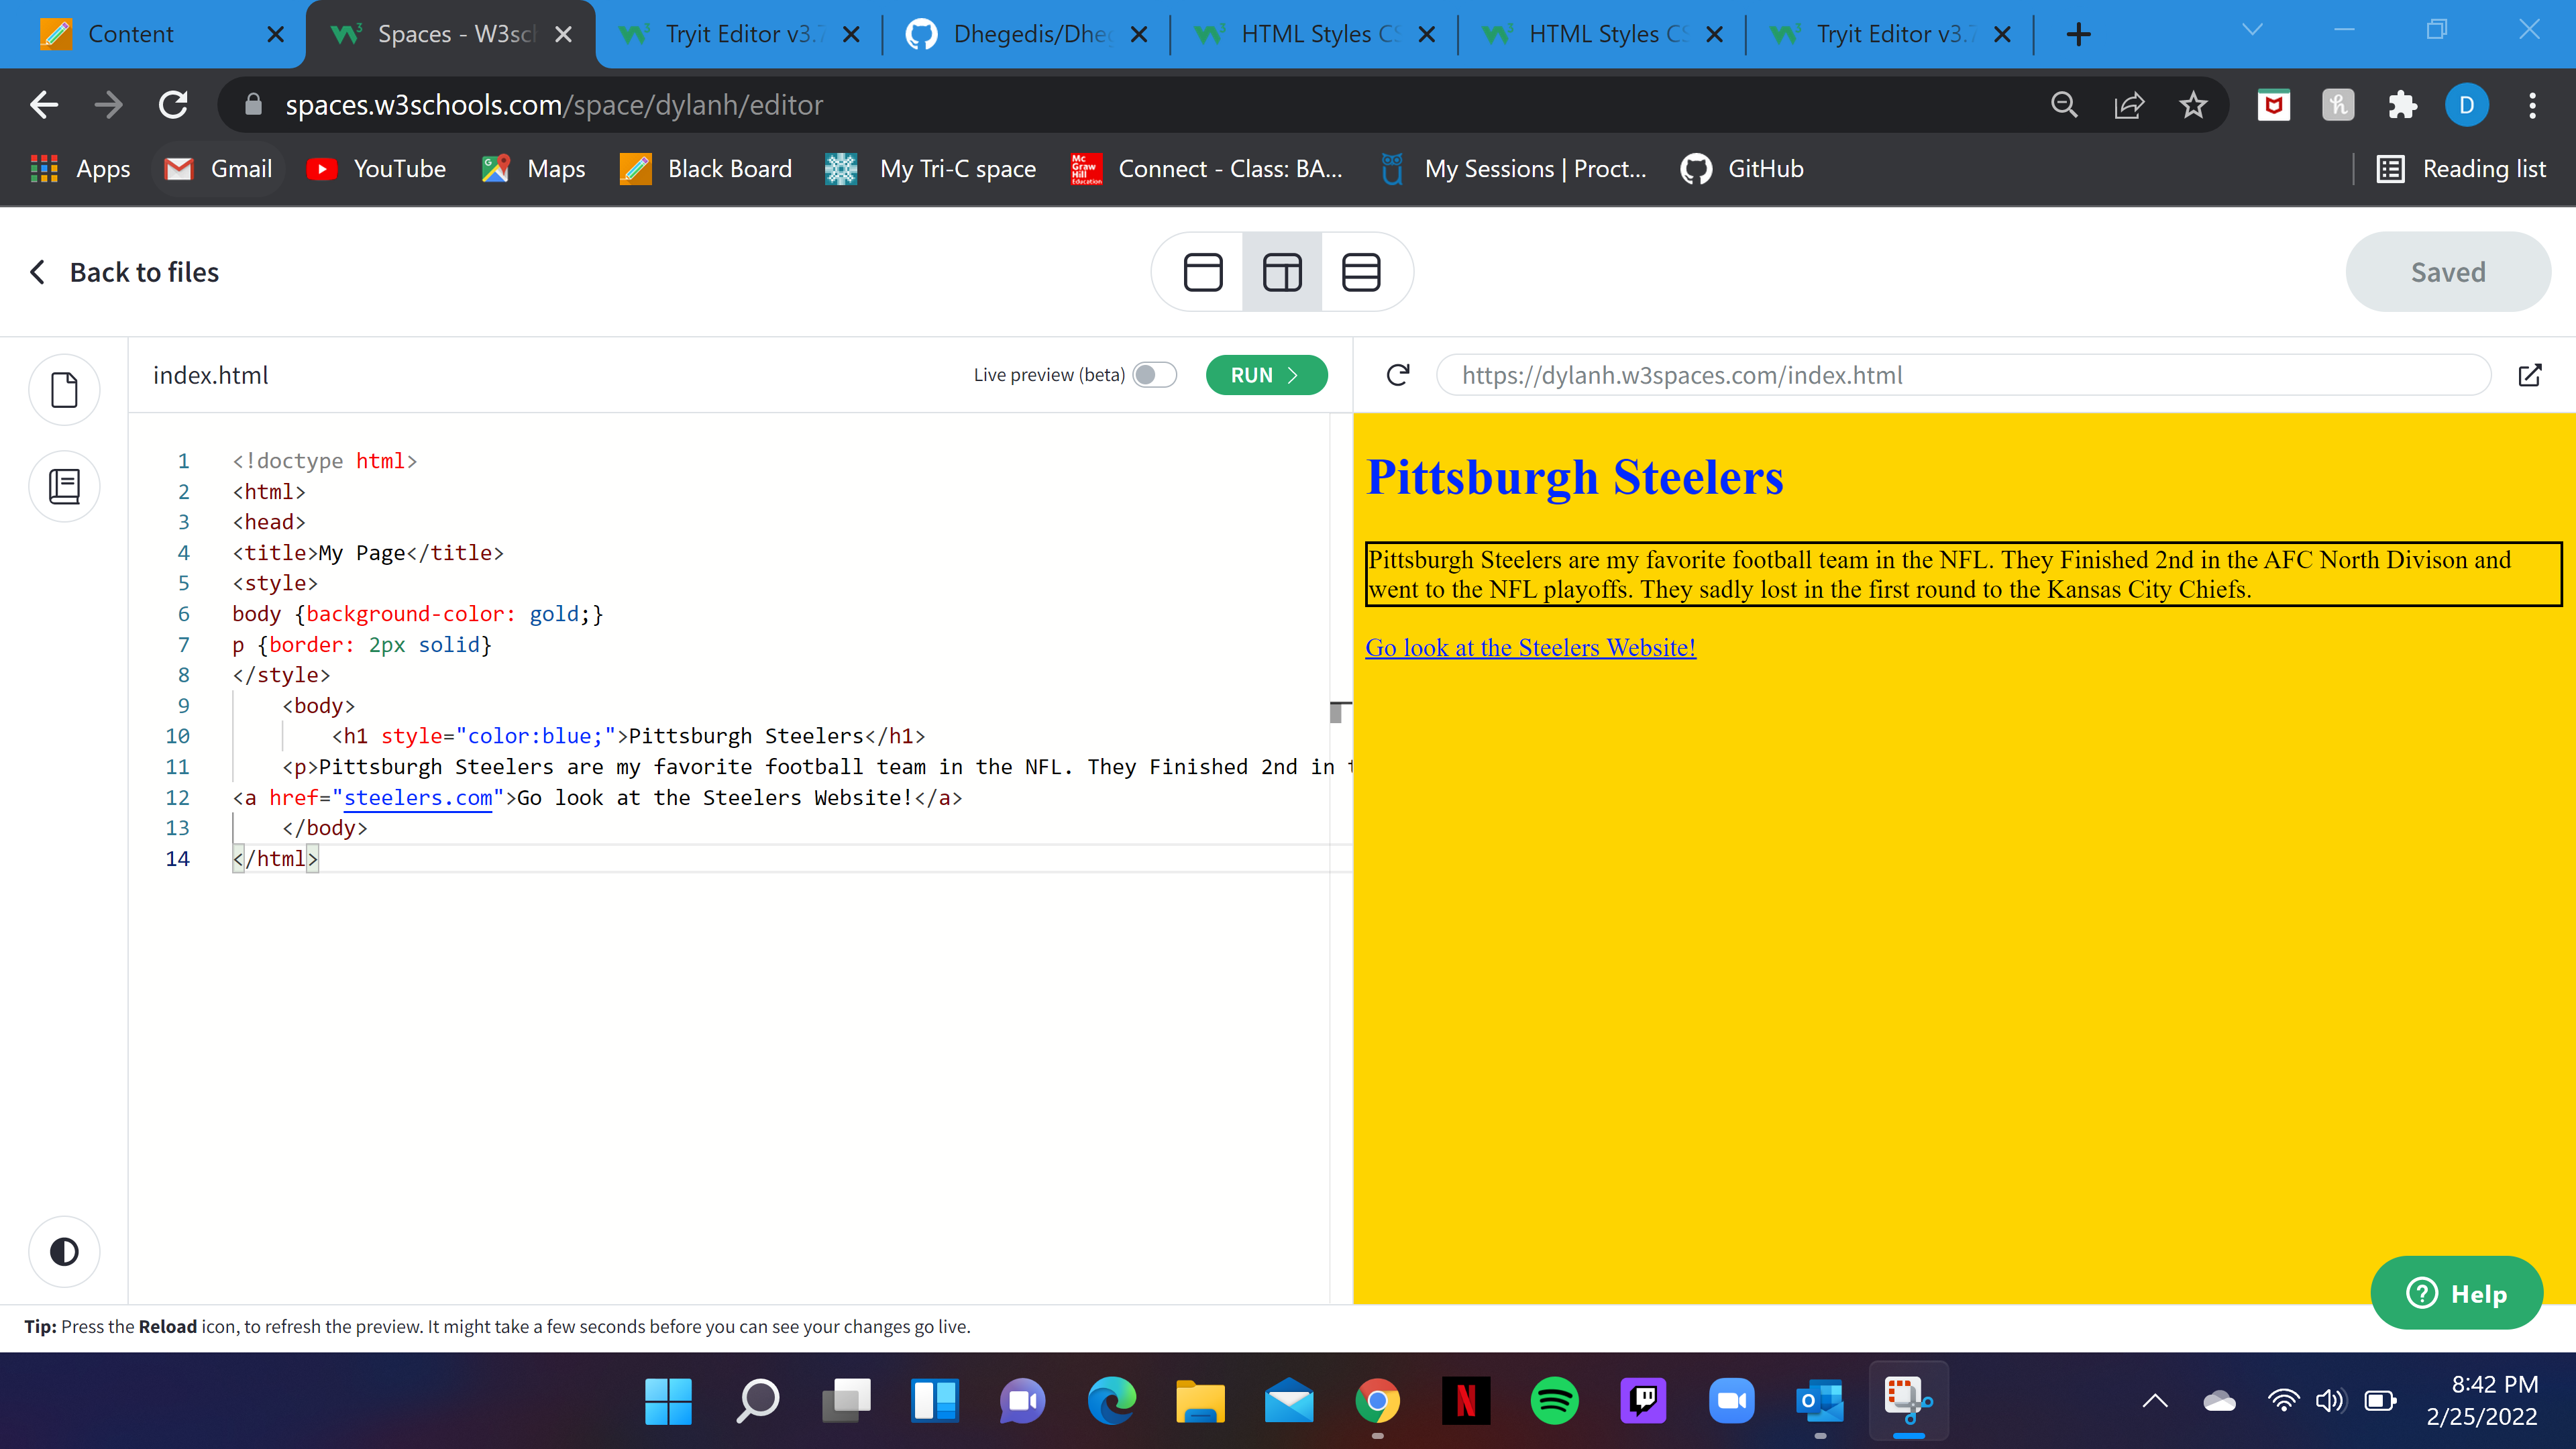 Content
Spaces - W3sch
Tryit Editor v3.7
Dhegedis/Dheg
HTML Styles CS
HTML Styles CS
Tryit Editor v3.7
spaces.w3schools.com/space/dylanh/editor
D
Apps
Gmail
YouTube
Maps
Black Board
My Tri-C space
Mc Graw Hill Education
Connect - Class: BA...
My Sessions | Proct...
GitHub
Reading list
Back to files
Saved
index.html
Live preview (beta)
RUN
https://dylanh.w3spaces.com/index.html
1 <!doctype html>
2 <html>
3 <head>
4 <title>My Page</title>
5 <style>
6 body {background-color: gold;}
7 p {border: 2px solid}
8 </style>
9 <body>
10 <h1 style="color:blue;">Pittsburgh Steelers</h1>
11 <p>Pittsburgh Steelers are my favorite football team in the NFL. They Finished 2nd in t
12 <a href="steelers.com">Go look at the Steelers Website!</a>
13 </body>
14 </html>
Pittsburgh Steelers
Pittsburgh Steelers are my favorite football team in the NFL. They Finished 2nd in the AFC North Divison and
went to the NFL playoffs. They sadly lost in the first round to the Kansas City Chiefs.
Go look at the Steelers Website!
Help
Tip: Press the Reload icon, to refresh the preview. It might take a few seconds before you can see your changes go live.
8:42 PM
2/25/2022